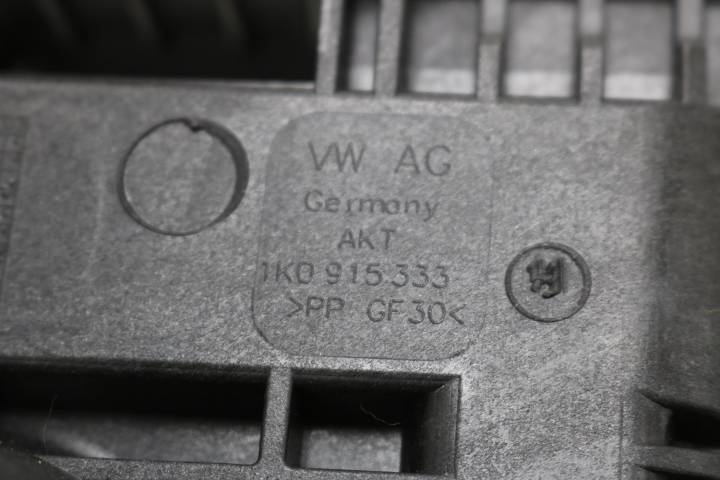 VW AG
Germany
AKT
1K0 915 333
>PP GF30<